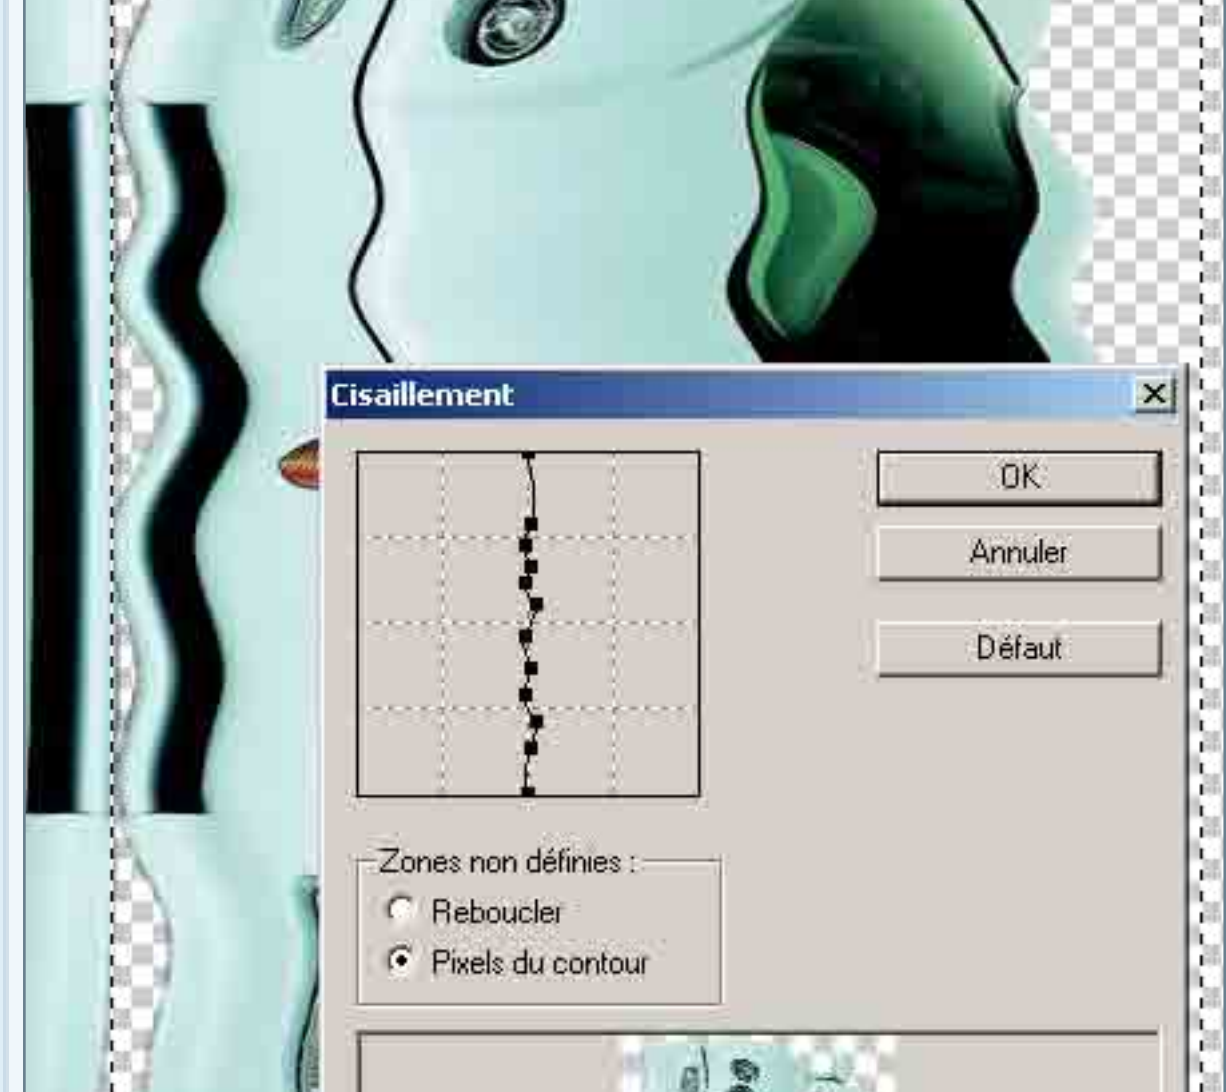 Cisaillement
OK
Annuler
Défaut
Zones non définies :
Reboucler
Pixels du contour